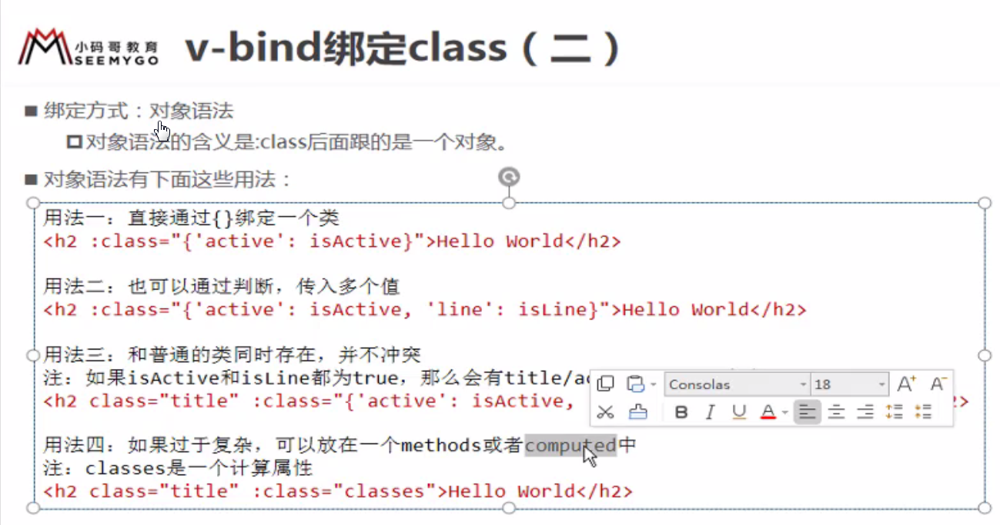 小码哥教育
SEEMYGO
v-bind绑定class（二）
绑定方式：对象语法
对象语法的含义是:class后面跟的是一个对象。
对象语法有下面这些用法：
用法一：直接通过{}绑定一个类
<h2 :class="{'active': isActive}">Hello World</h2>
用法二：也可以通过判断，传入多个值
<h2 :class="{'active': isActive, 'line': isLine}">Hello World</h2>
用法三：和普通的类同时存在，并不冲突
注：如果isActive和isLine都为true，那么会有title/ac
<h2 class="title" :class="{'active': isActive,
2>
Consolas
18
A+ A-
B I U A
用法四：如果过于复杂，可以放在一个methods或者computed中
注：classes是一个计算属性
<h2 class="title" :class="classes">Hello World</h2>